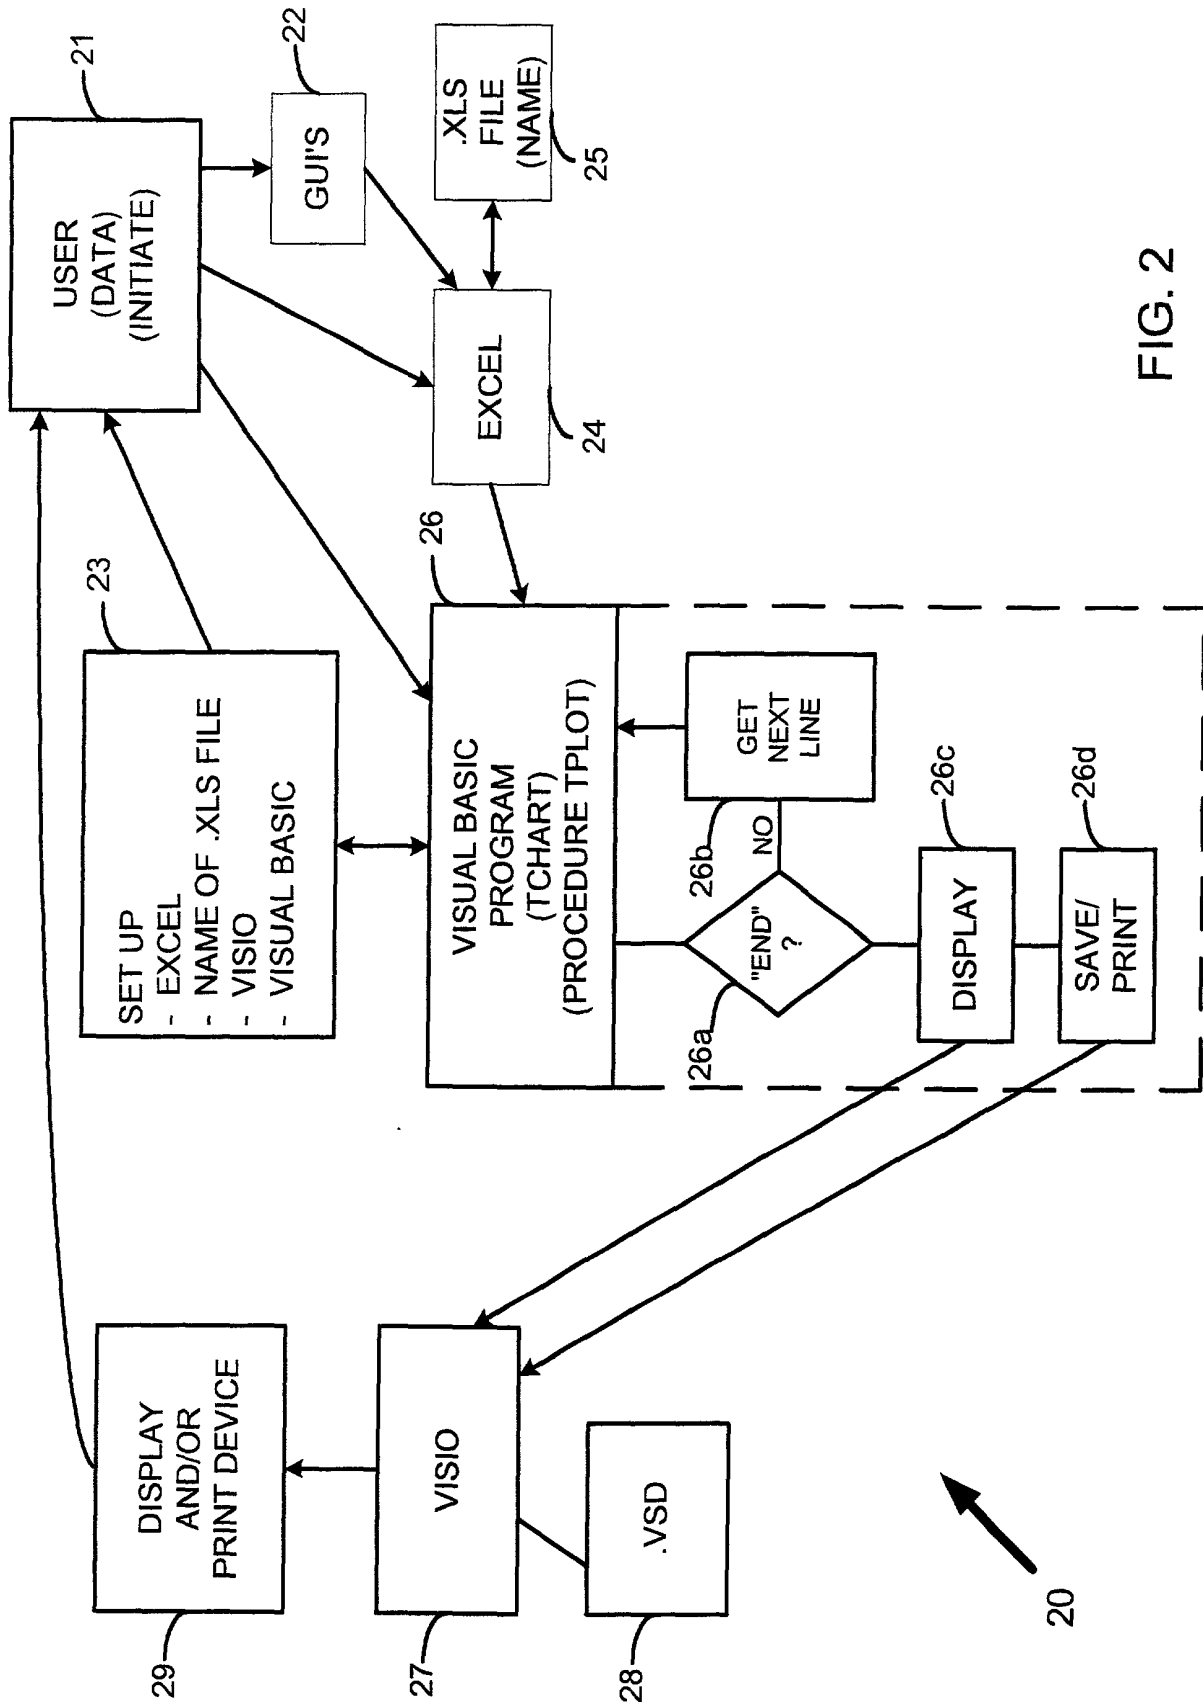 29
DISPLAY
AND/OR
PRINT DEVICE
27
VISIO
28
.VSD
20
23
SET UP
- EXCEL
- NAME OF .XLS FILE
- VISIO
- VISUAL BASIC
26
VISUAL BASIC
PROGRAM
(TCHART)
(PROCEDURE TPLOT)
26a
"END"
?
NO
26b
GET
NEXT
LINE
26c
DISPLAY
26d
SAVE/
PRINT
21
USER
(DATA)
(INITIATE)
22
GUI'S
24
EXCEL
25
.XLS
FILE
(NAME)
FIG. 2